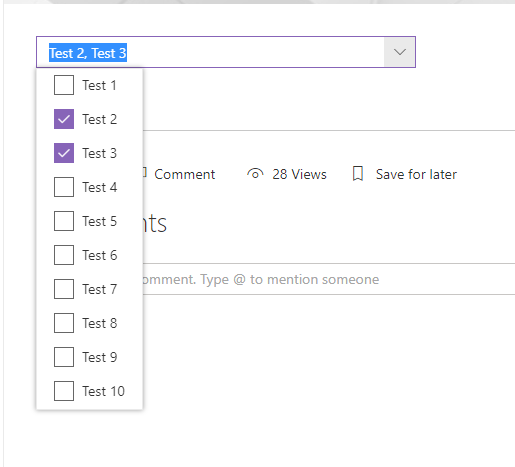 Test 2, Test 3
Test 1
Test 2
Test 3
Test 4
Test 5
Test 6
Test 7
Test 8
Test 9
Test 10
Comment
28 Views
Save for later
nts
omment. Type @ to mention someone